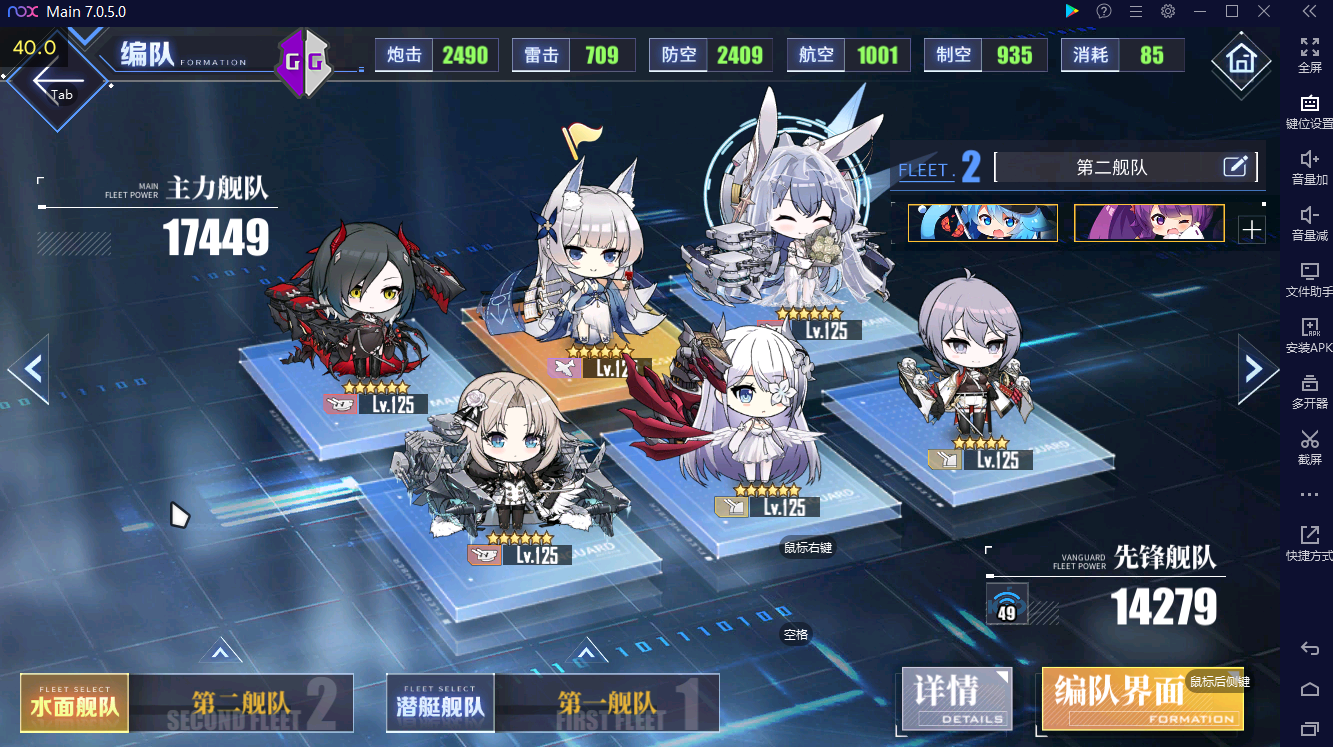 nox Main 7.0.5.0
40.0
Tab
编队 FORMATION
GG
炮击 2490
雷击 709
防空 2409
航空 1001
制空 935
消耗 85
全屏
键位设置
音量加
音量减
文件助手
安装APK
多开器
截屏
快捷方式
MAIN
FLEET POWER
主力舰队
17449
FLEET. 2
第二舰队
Lv.125
Lv.12
Lv.125
Lv.125
Lv.125
Lv.125
鼠标右键
空格
VANGUARD
FLEET POWER
先锋舰队
49
14279
FLEET SELECT
水面舰队
第二舰队
SECOND FLEET 2
FLEET SELECT
潜艇舰队
第一舰队
FIRST FLEET 1
详情
DETAILS
编队界面
FORMATION
鼠标后侧键